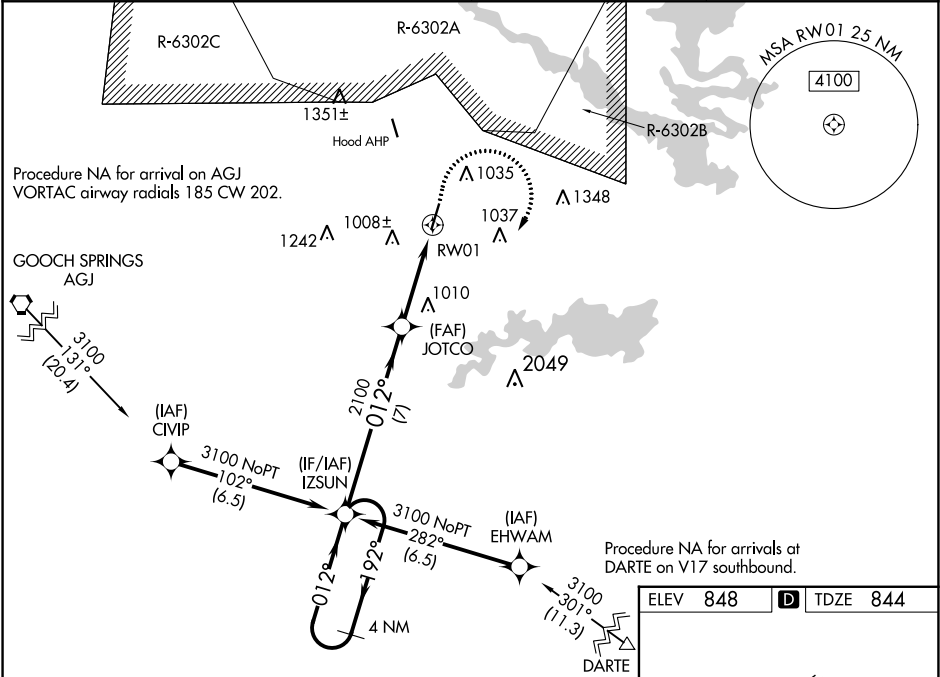 R-6302C
R-6302A
MSA RW01 25 NM
4100
1351±
Hood AHP
R-6302B
Procedure NA for arrival on AGJ
VORTAC airway radials 185 CW 202.
1035
1348
1242
1008±
1037
RW01
GOOCH SPRINGS
AGJ
1010
(FAF)
JOTCO
3100
131°
(20.4)
2049
2100
012°
(7)
(IAF)
CIVIP
3100 NoPT
102°
(6.5)
(IF/IAF)
IZSUN
3100 NoPT
282°
(6.5)
(IAF)
EHWAM
Procedure NA for arrivals at
DARTE on V17 southbound.
012°
192°
4 NM
3100
301°
(11.3)
DARTE
ELEV 848 D TDZE 844